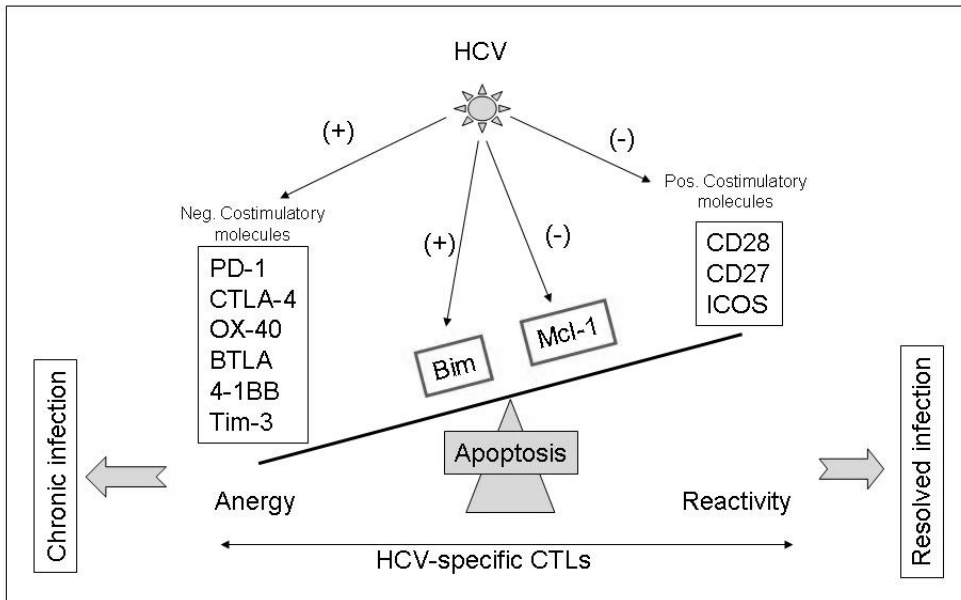 HCV
(+)
(-)
Neg. Costimulatory
molecules
Pos. Costimulatory
molecules
PD-1
CTLA-4
OX-40
BTLA
4-1BB
Tim-3
(+)
(-)
CD28
CD27
ICOS
Bim
Mcl-1
Chronic infection
Apoptosis
Resolved infection
Anergy
Reactivity
HCV-specific CTLs